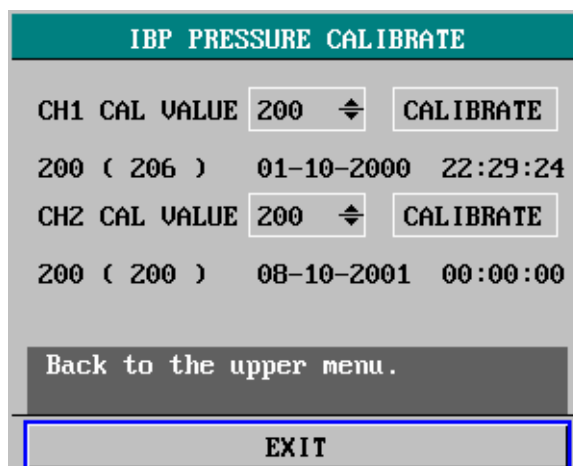 IBP PRESSURE CALIBRATE
CH1 CAL VALUE 200 CALIBRATE
200 ( 206 ) 01-10-2000 22:29:24
CH2 CAL VALUE 200 CALIBRATE
200 ( 200 ) 08-10-2001 00:00:00
Back to the upper menu.
EXIT